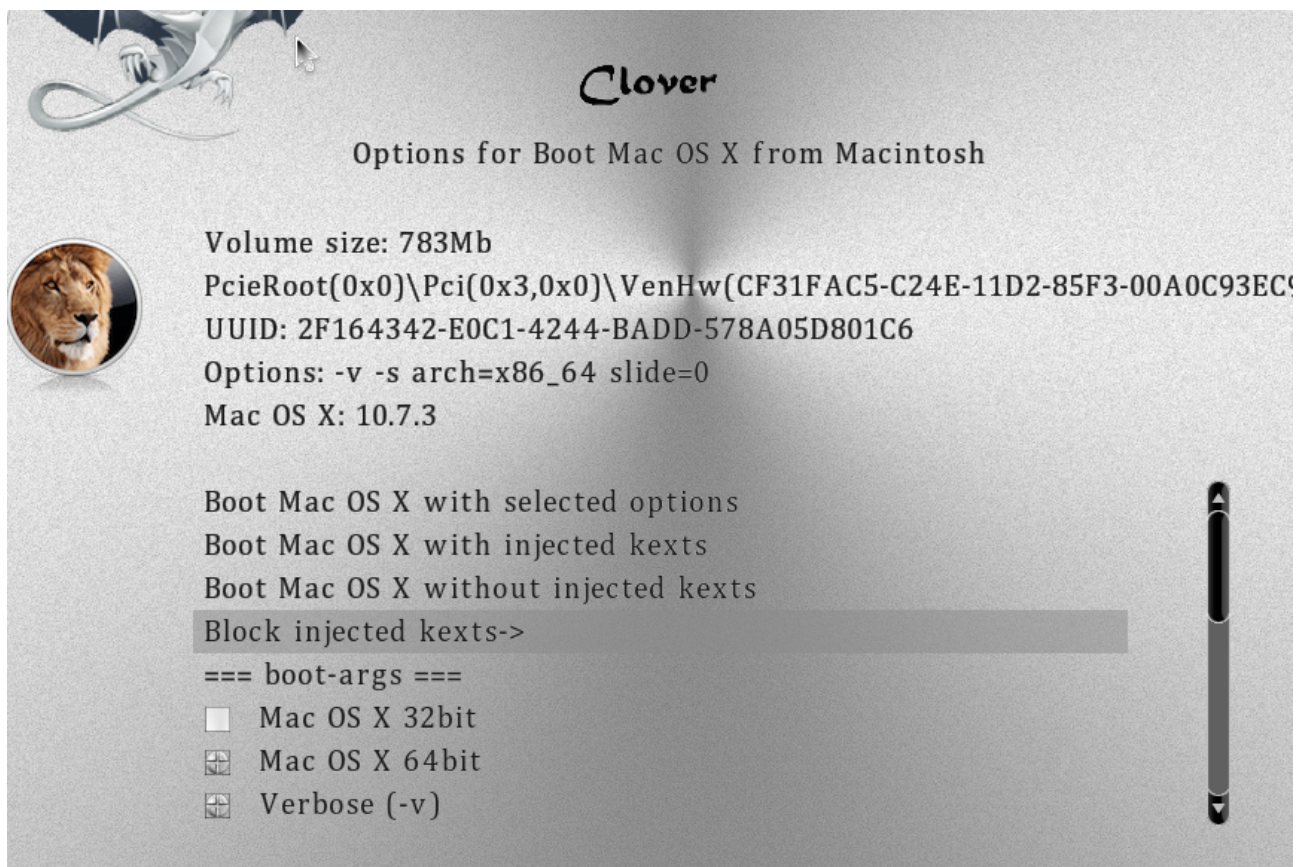 Clover
Options for Boot Mac OS X from Macintosh
Volume size: 783Mb
PcieRoot(0x0)\Pci(0x3,0x0)\VenHw(CF31FAC5-C24E-11D2-85F3-00A0C93EC9
UUID: 2F164342-E0C1-4244-BADD-578A05D801C6
Options: -v -s arch=x86_64 slide=0
Mac OS X: 10.7.3
Boot Mac OS X with selected options
Boot Mac OS X with injected kexts
Boot Mac OS X without injected kexts
Block injected kexts->
=== boot-args ===
Mac OS X 32bit
Mac OS X 64bit
Verbose (-v)